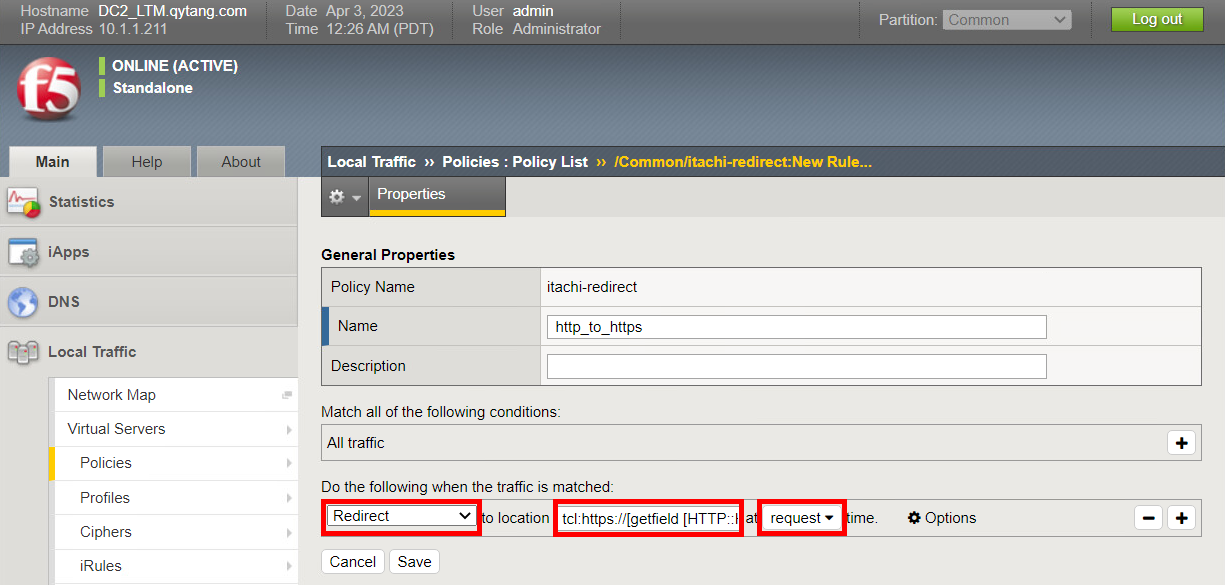 Hostname DC2_LTM.qytang.com Date Apr 3, 2023 User admin
IP Address 10.1.1.211 Time 12:26 AM (PDT) Role Administrator
Partition: Common Log out
f5
ONLINE (ACTIVE)
Standalone
Main Help About
Local Traffic ›› Policies : Policy List ›› /Common/itachi-redirect:New Rule...
Properties
Statistics
iApps
DNS
Local Traffic
Network Map
Virtual Servers
Policies
Profiles
Ciphers
iRules
General Properties
Policy Name itachi-redirect
Name http_to_https
Description
Match all of the following conditions:
All traffic
Do the following when the traffic is matched:
Redirect to location tcl:https://[getfield [HTTP:: at request time. Options
Cancel Save